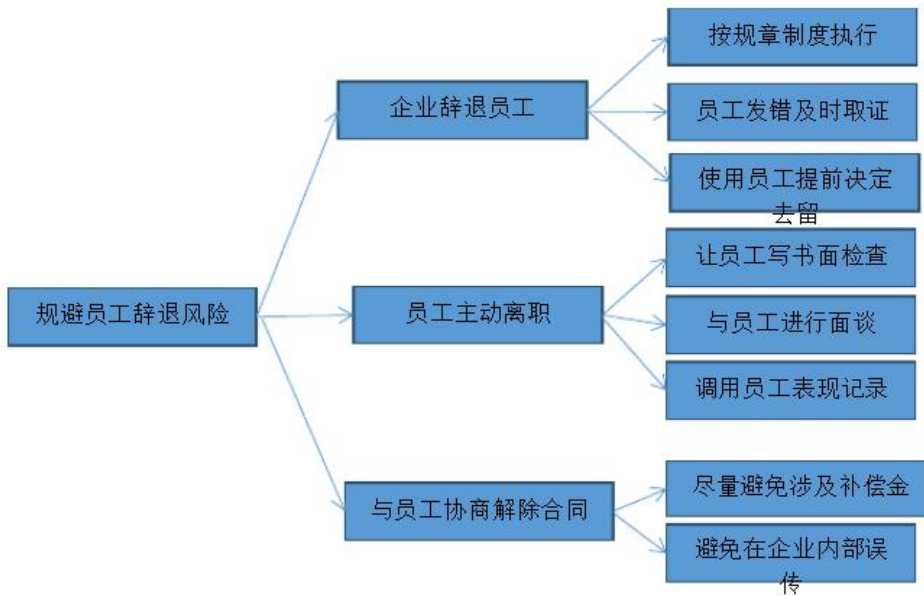 按规章制度执行
企业辞退员工
员工发错及时取证
使用员工提前决定
去留
让员工写书面检查
规避员工辞退风险
员工主动离职
与员工进行面谈
调用员工表现记录
尽量避免涉及补偿金
与员工协商解除合同
避免在企业内部误
传